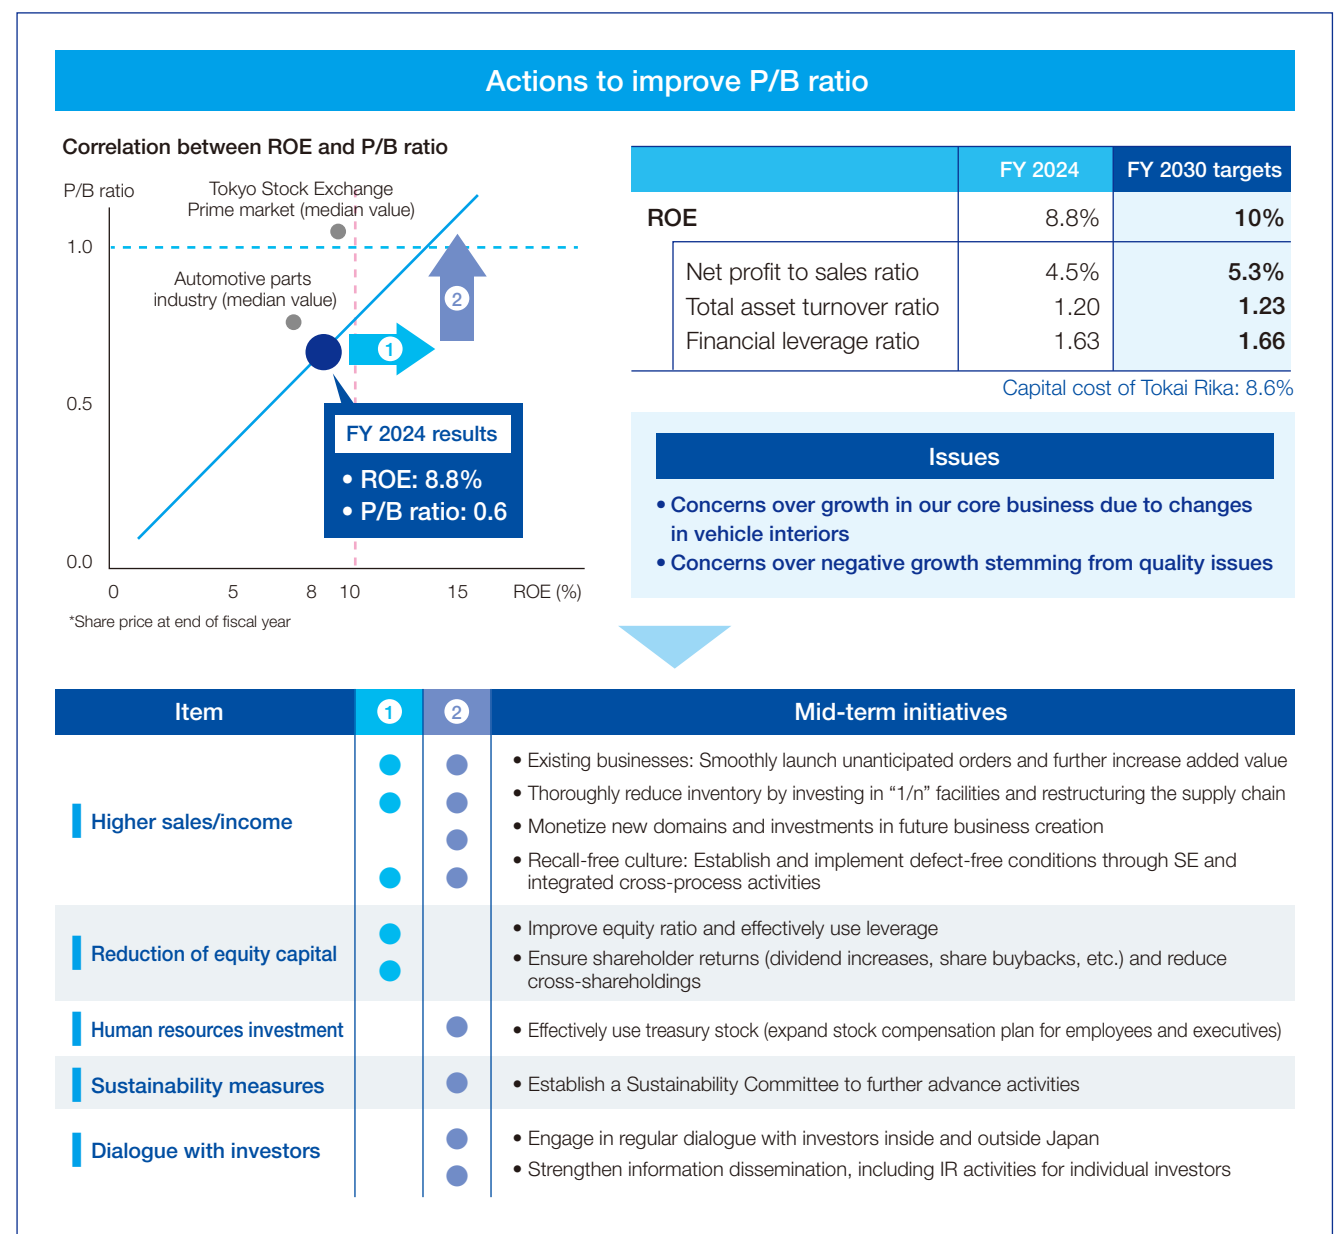 Actions to improve P/B ratio
Correlation between ROE and P/B ratio
P/B ratio
Tokyo Stock Exchange
Prime market (median value)
1.0
Automotive parts
industry (median value)
2
1
0.5
FY 2024 results
• ROE: 8.8%
• P/B ratio: 0.6
0.0
0 5 8 10 15 ROE (%)
*Share price at end of fiscal year
FY 2024 FY 2030 targets
ROE 8.8% 10%
Net profit to sales ratio 4.5% 5.3%
Total asset turnover ratio 1.20 1.23
Financial leverage ratio 1.63 1.66
Capital cost of Tokai Rika: 8.6%
Issues
• Concerns over growth in our core business due to changes
in vehicle interiors
• Concerns over negative growth stemming from quality issues
Item 1 2 Mid-term initiatives
Higher sales/income
• Existing businesses: Smoothly launch unanticipated orders and further increase added value
• Thoroughly reduce inventory by investing in “1/n” facilities and restructuring the supply chain
• Monetize new domains and investments in future business creation
• Recall-free culture: Establish and implement defect-free conditions through SE and
integrated cross-process activities
Reduction of equity capital
• Improve equity ratio and effectively use leverage
• Ensure shareholder returns (dividend increases, share buybacks, etc.) and reduce
cross-shareholdings
Human resources investment
• Effectively use treasury stock (expand stock compensation plan for employees and executives)
Sustainability measures
• Establish a Sustainability Committee to further advance activities
Dialogue with investors
• Engage in regular dialogue with investors inside and outside Japan
• Strengthen information dissemination, including IR activities for individual investors